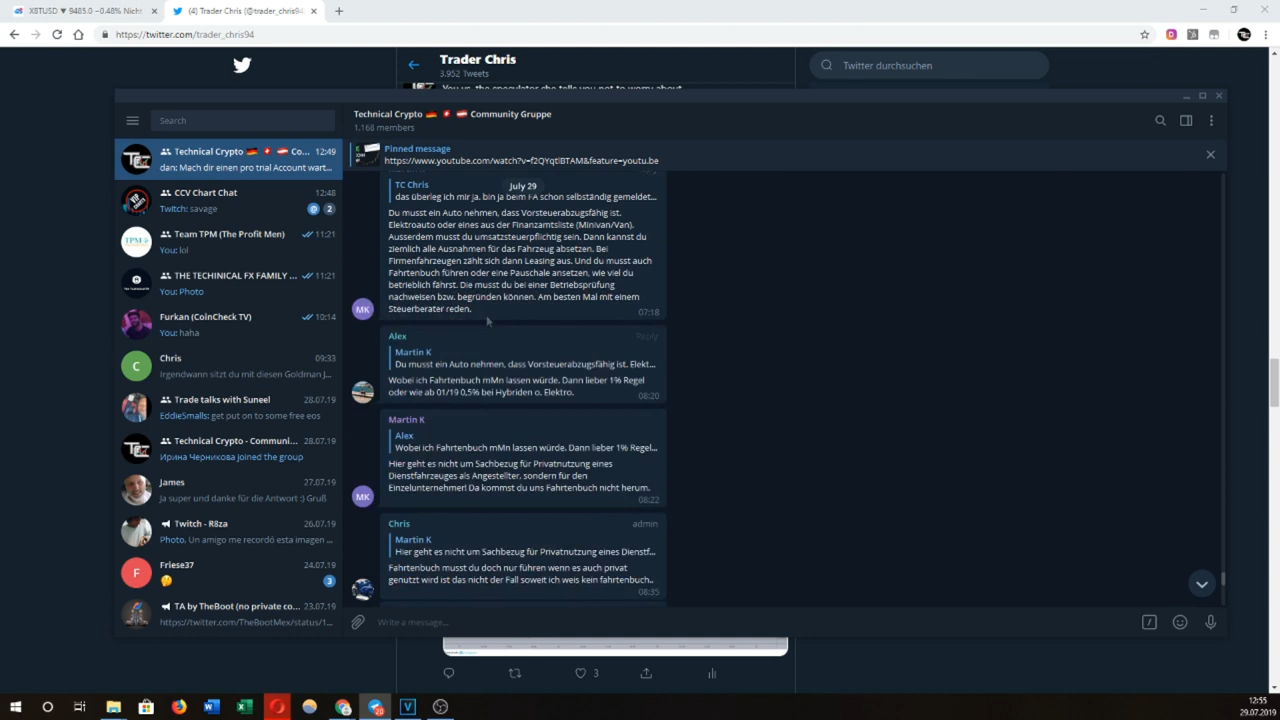 XBTUSD ▼ 9485.0 −0.48% Nicht
(4) Trader Chris (@trader_chris94
https://twitter.com/trader_chris94
Trader Chris
3.952 Tweets
Twitter durchsuchen
You vs. the speculator she tells you not to worry about
Search
Technical Crypto Co... 12:49
dan: Mach dir einen pro trial Account wart...
CCV Chart Chat 12:48
Twitch: savage @ 2
Team TPM (The Profit Men) 11:21
You: lol
THE TECHINICAL FX FAMILY ... 11:21
You: Photo
Furkan (CoinCheck TV) 10:14
You: haha
C
Chris 09:33
Irgendwann sitzt du mit diesen Goldman J...
Trade talks with Suneel 28.07.19
EddieSmalls: get put on to some free eos
Technical Crypto - Communi... 28.07.19
Ирина Черникова joined the group
James 27.07.19
Ja super und danke für die Antwort :) Gruß
Twitch - R8za 26.07.19
Photo, Un amigo me recordó esta imagen ...
F
Friese37 24.07.19
3
TA by TheBoot (no private co... 23.07.19
https://twitter.com/TheBootMex/status/1...
Technical Crypto Community Gruppe
1.168 members
Pinned message
https://www.youtube.com/watch?v=f2QYqtlBTAM&feature=youtu.be
July 29
TC Chris
das überleg ich mir ja. bin ja beim FA schon selbständig gemeldet...
Du musst ein Auto nehmen, dass Vorsteuerabzugsfähig ist.
Elektroauto oder eines aus der Finanzamtsliste (Minivan/Van).
Ausserdem musst du umsatzsteuerpflichtig sein. Dann kannst du
ziemlich alle Ausnahmen für das Fahrzeug absetzen. Bei
Firmenfahrzeugen zählt sich dann Leasing aus. Und du musst auch
Fahrtenbuch führen oder eine Pauschale ansetzen, wie viel du
betrieblich fährst. Die musst du bei einer Betriebsprüfung
nachweisen bzw. begründen können. Am besten Mal mit einem
Steuerberater reden.
07:18
MK
Alex Reply
Martin K
Du musst ein Auto nehmen, dass Vorsteuerabzugsfähig ist. Elekt...
Wobei ich Fahrtenbuch mMn lassen würde. Dann lieber 1% Regel
oder wie ab 01/19 0,5% bei Hybriden o. Elektro.
08:20
Martin K
Alex
Wobei ich Fahrtenbuch mMn lassen würde. Dann lieber 1% Regel...
Hier geht es nicht um Sachbezug für Privatnutzung eines
Dienstfahrzeuges als Angestellter, sondern für den
Einzelunternehmer! Da kommst du uns Fahrtenbuch nicht herum.
08:22
MK
Chris admin
Martin K
Hier geht es nicht um Sachbezug für Privatnutzung eines Dienstf...
Fahrtenbuch musst du doch nur führen wenn es auch privat
genutzt wird ist das nicht der Fall soweit ich weis kein fahrtenbuch..
08:35
Write a message...
3
12:55
29.07.2019